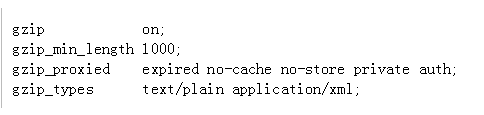 gzip on;
gzip_min_length 1000;
gzip_proxied expired no-cache no-store private auth;
gzip_types text/plain application/xml;